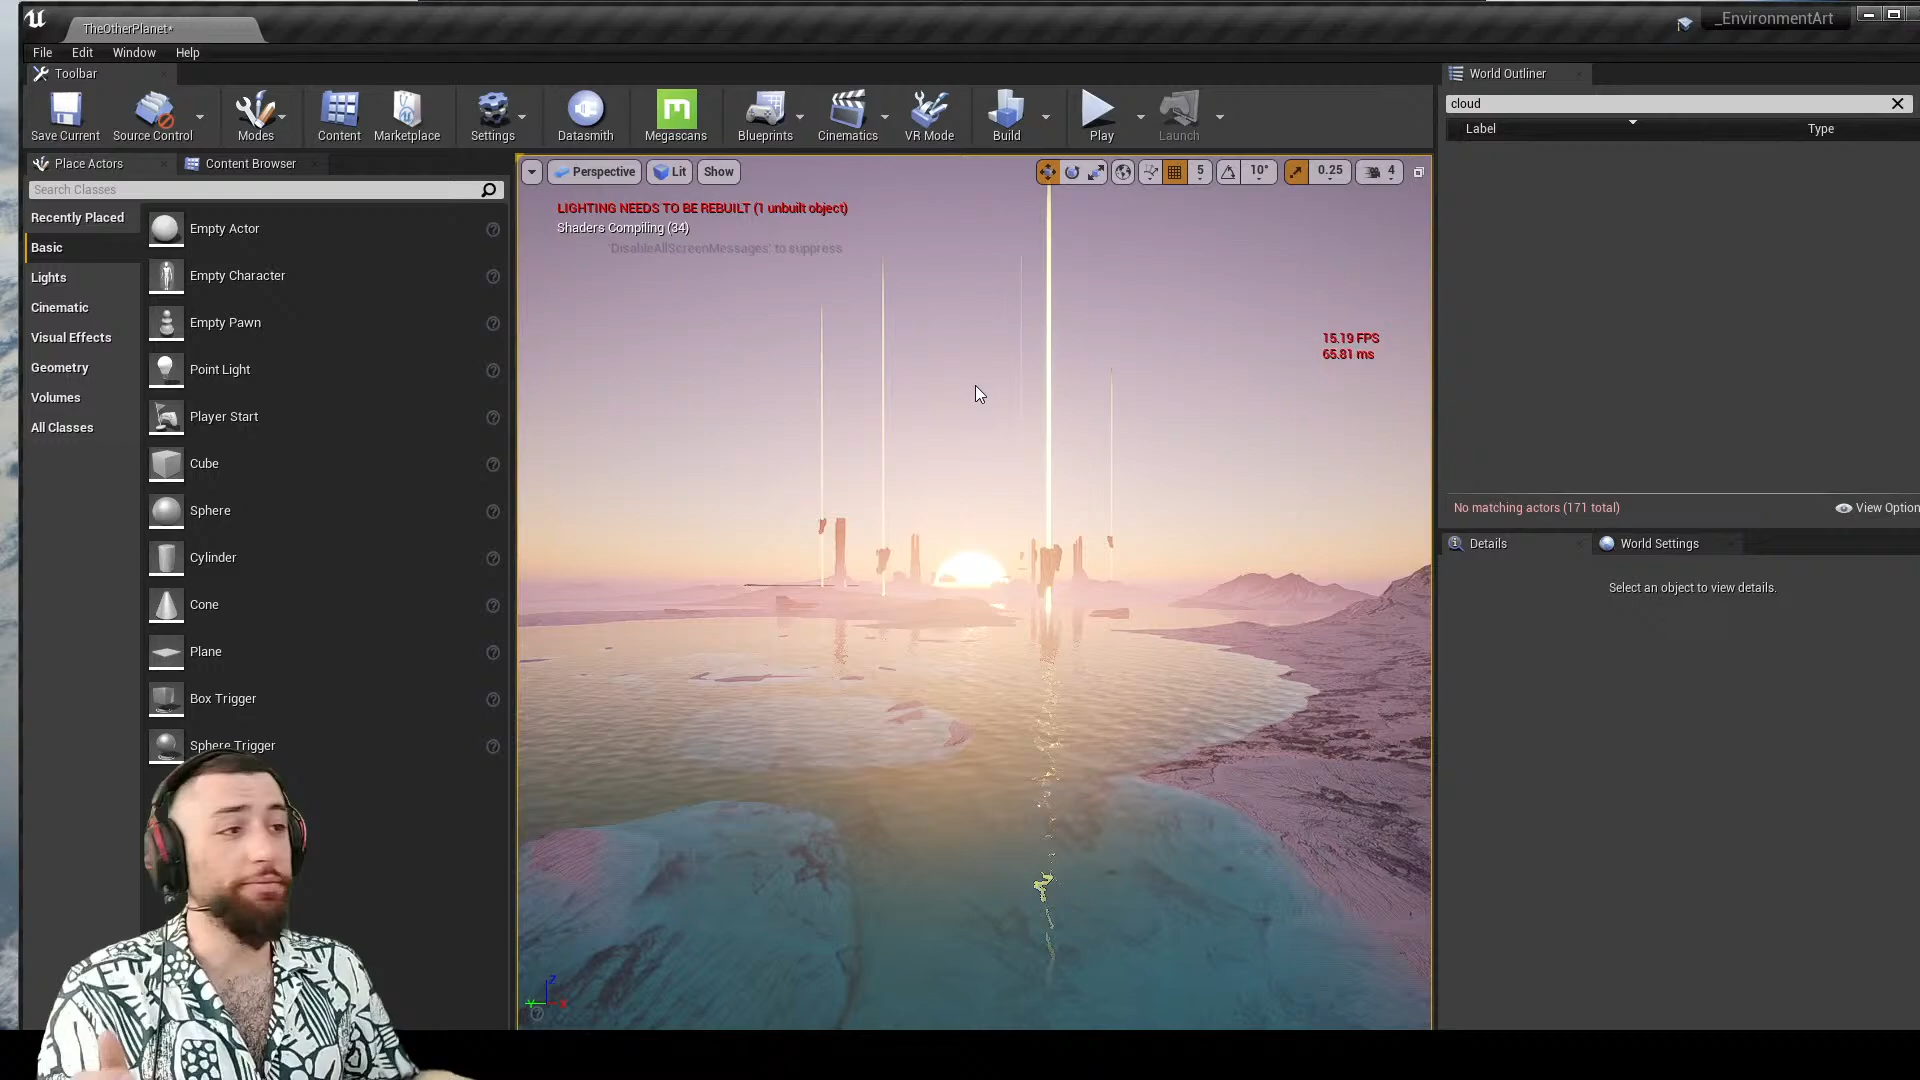 TheOtherPlanet*
_EnvironmentArt
File Edit Window Help
Toolbar
World Outliner
Save Current
Source Control
Modes
Content
Marketplace
Settings
Datasmith
Megascans
Blueprints
Cinematics
VR Mode
Build
Play
Launch
cloud
Label
Type
Place Actors
Content Browser
Search Classes
Perspective
Lit
Show
5
10°
0.25
4
Recently Placed
Basic
Lights
Cinematic
Visual Effects
Geometry
Volumes
All Classes
Empty Actor
Empty Character
Empty Pawn
Point Light
Player Start
Cube
Sphere
Cylinder
Cone
Plane
Box Trigger
Sphere Trigger
LIGHTING NEEDS TO BE REBUILT (1 unbuilt object)
Shaders Compiling (34)
'DisableAllScreenMessages' to suppress
15.19 FPS
65.81 ms
No matching actors (171 total)
View Option
Details
World Settings
Select an object to view details.
Z
Y
X